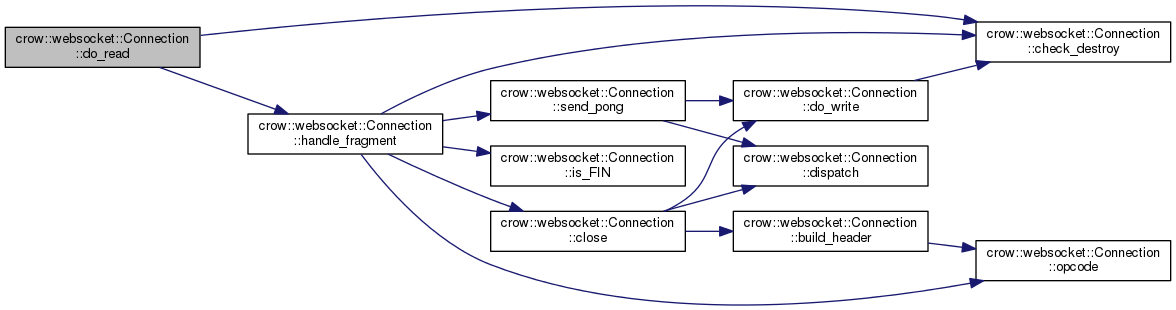 crow::websocket::Connection
::do_read
crow::websocket::Connection
::handle_fragment
crow::websocket::Connection
::send_pong
crow::websocket::Connection
::is_FIN
crow::websocket::Connection
::close
crow::websocket::Connection
::do_write
crow::websocket::Connection
::dispatch
crow::websocket::Connection
::build_header
crow::websocket::Connection
::check_destroy
crow::websocket::Connection
::opcode